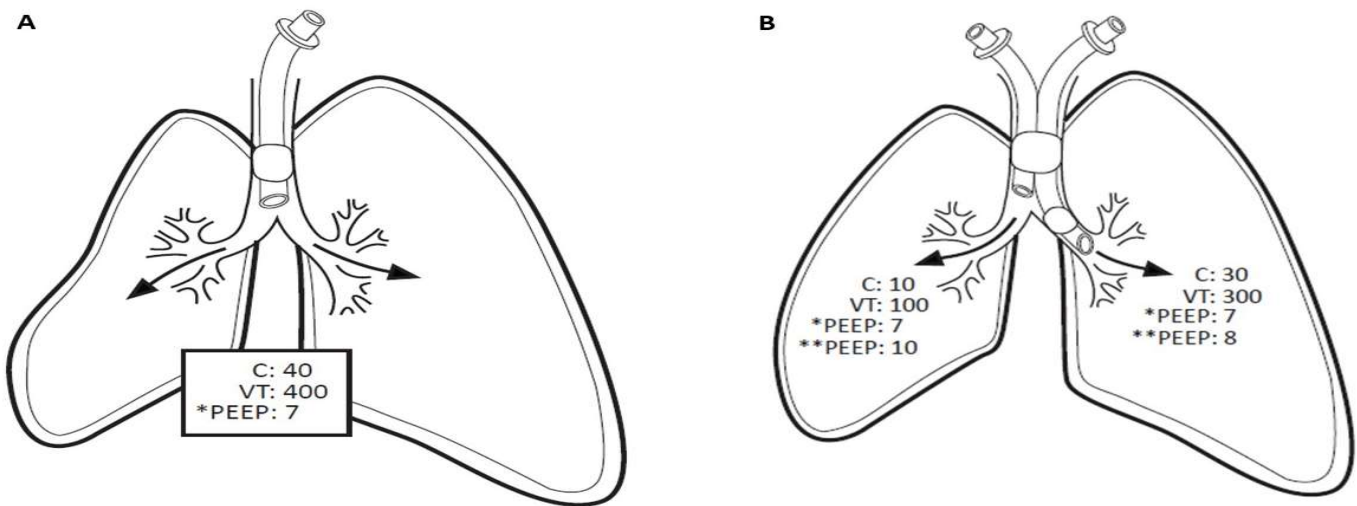 A
C: 40
VT: 400
*PEEP: 7
B
C: 10
VT: 100
*PEEP: 7
**PEEP: 10
C: 30
VT: 300
*PEEP: 7
**PEEP: 8